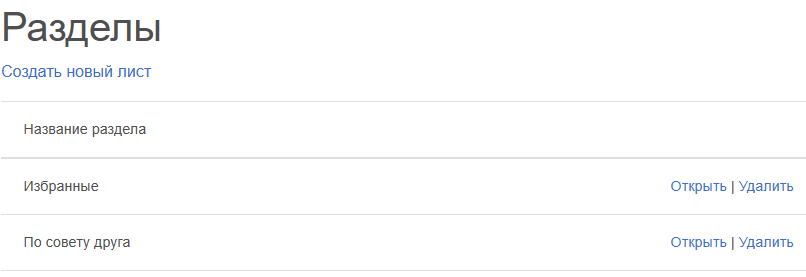 Разделы
Создать новый лист
Название раздела
Избранные Открыть | Удалить
По совету друга Открыть | Удалить